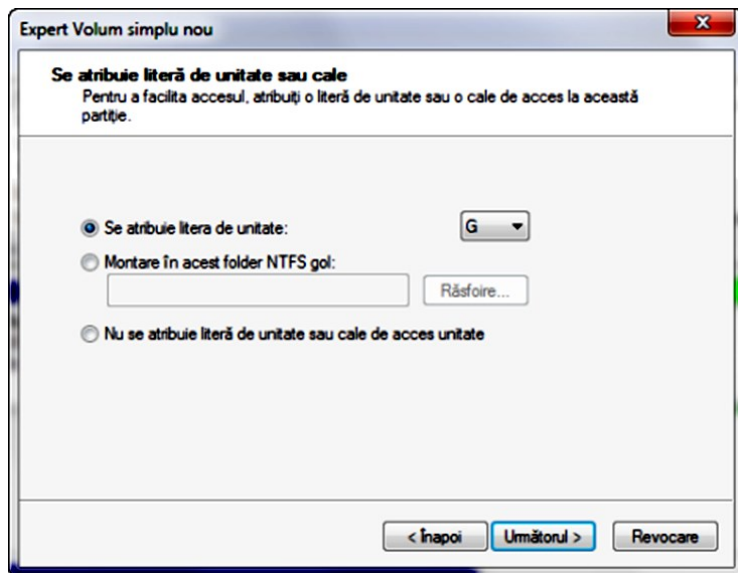 Expert Volum simplu nou
Se atribuie literă de unitate sau cale
Pentru a facilita accesul, atribuiți o literă de unitate sau o cale de acces la această
partiție.
Se atribuie litera de unitate:
G
Montare în acest folder NTFS gol:
Răsfoire...
Nu se atribuie literă de unitate sau cale de acces unitate
< Înapoi
Următorul >
Revocare